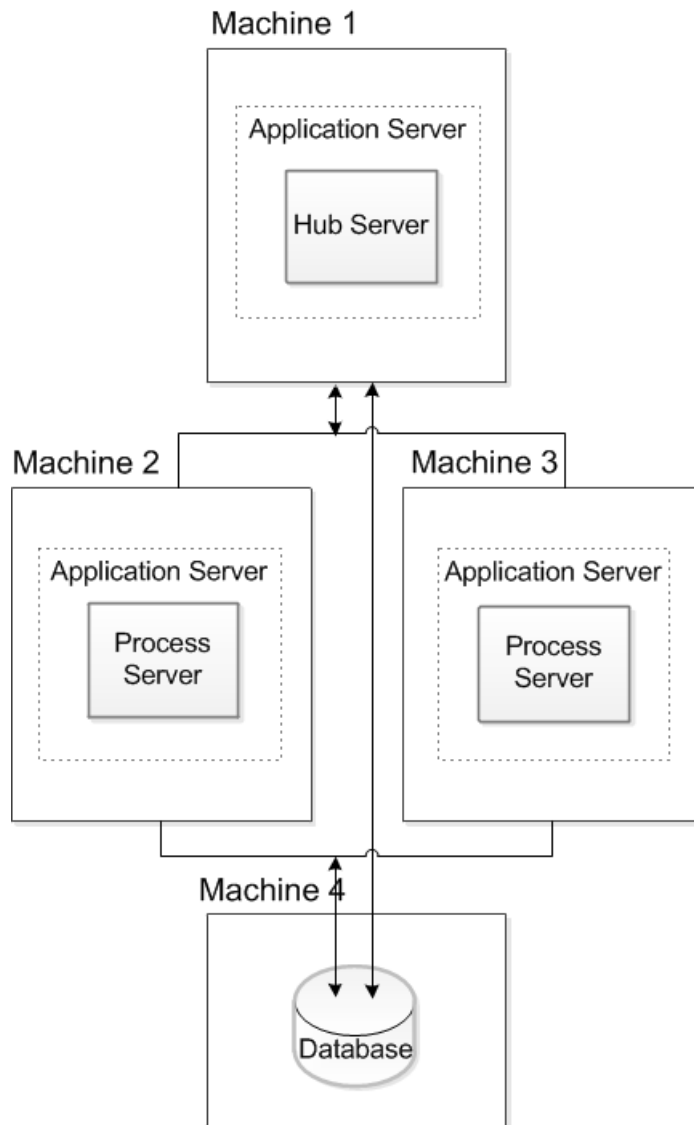 Machine 1
Application Server
Hub Server
Machine 2
Application Server
Process
Server
Machine 3
Application Server
Process
Server
Machine 4
Database